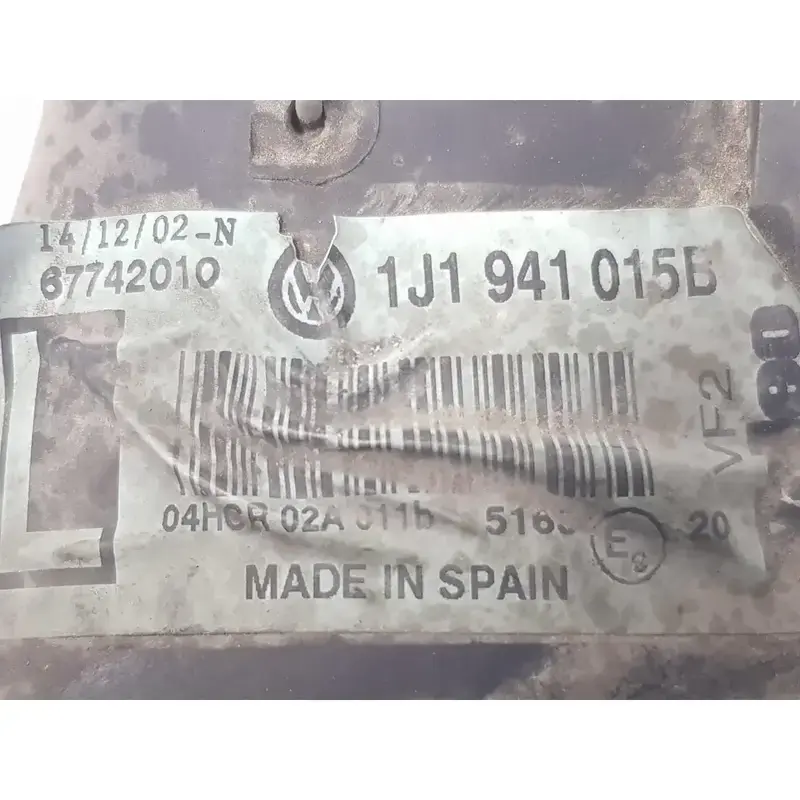 14/12/02-N
67742010
1J1 941 015B
L
VF2
04HCR 02A
20
MADE IN SPAIN